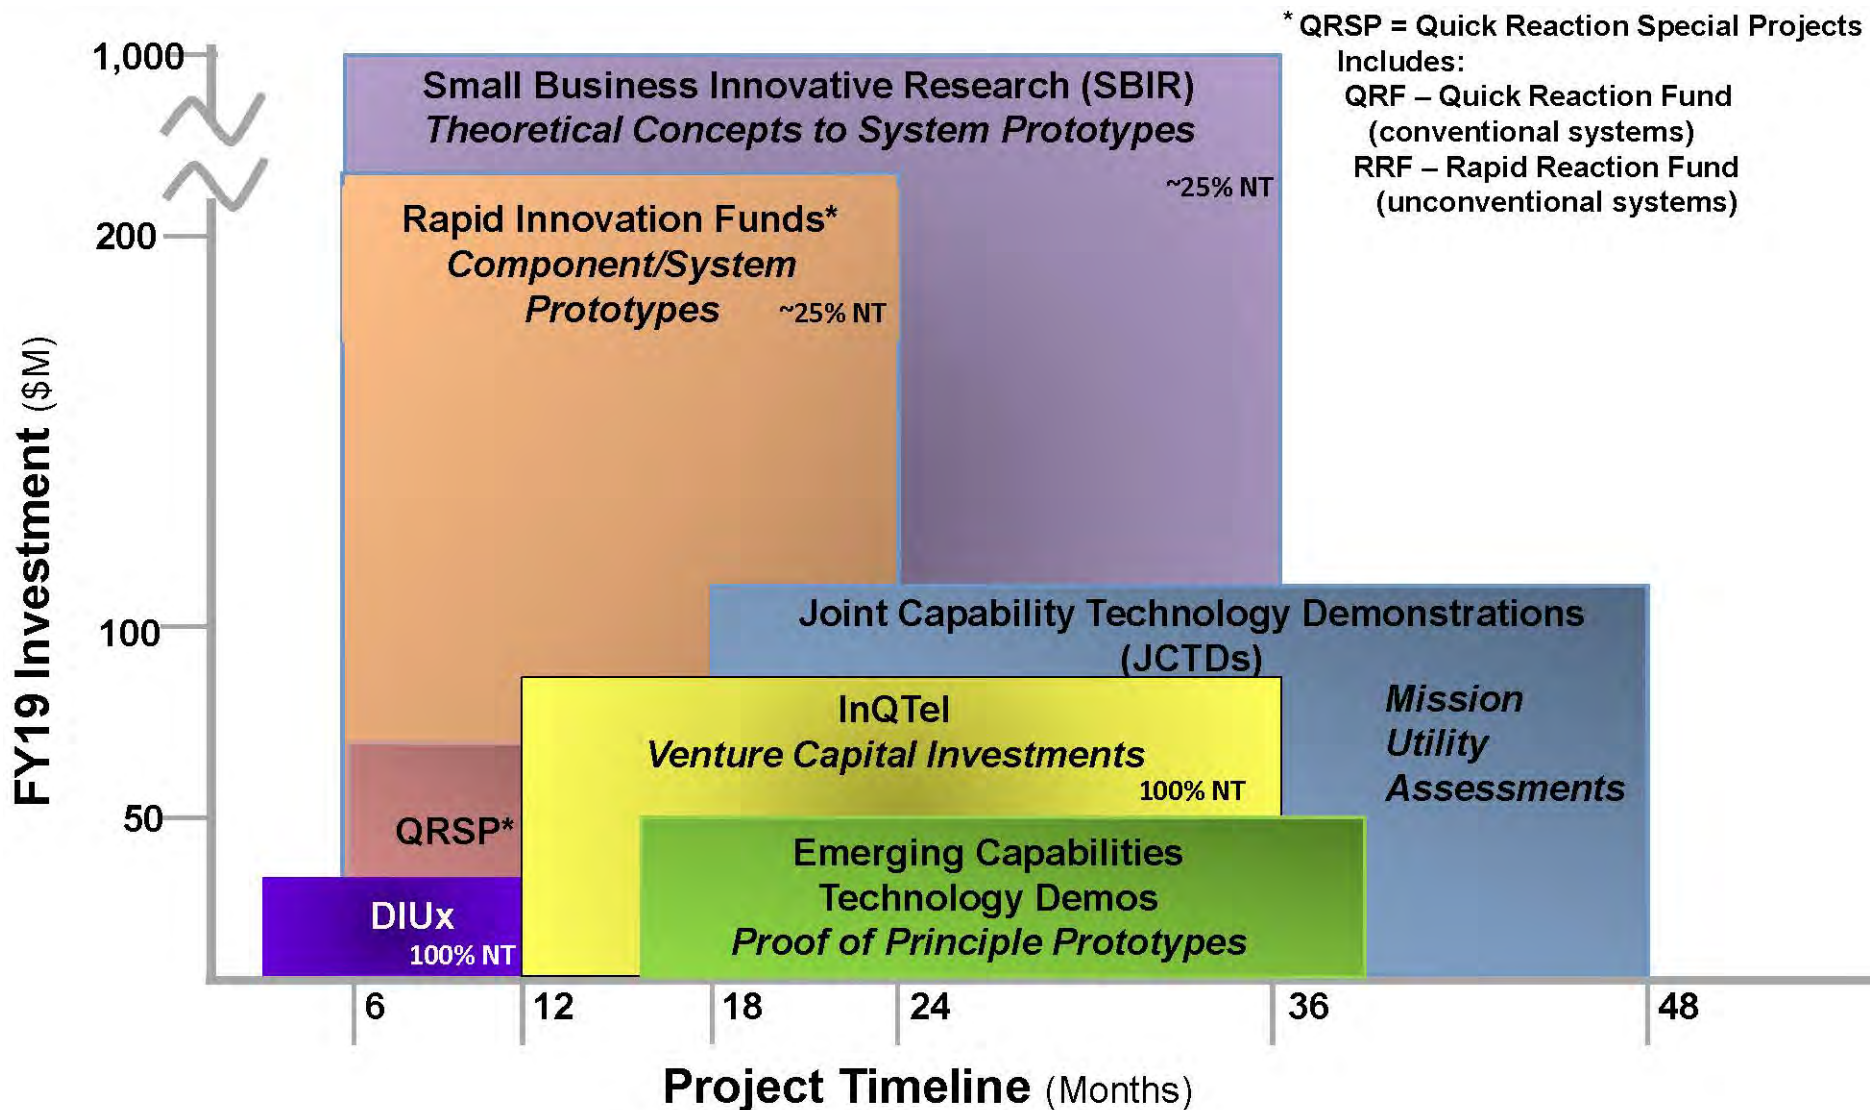 * QRSP = Quick Reaction Special Projects
Includes:
QRF – Quick Reaction Fund
(conventional systems)
RRF – Rapid Reaction Fund
(unconventional systems)
1,000
200
100
50
FY19 Investment ($M)
Small Business Innovative Research (SBIR)
Theoretical Concepts to System Prototypes
~25% NT
Rapid Innovation Funds*
Component/System
Prototypes
~25% NT
Joint Capability Technology Demonstrations
(JCTDs)
Mission
Utility
Assessments
InQTel
Venture Capital Investments
100% NT
QRSP*
Emerging Capabilities
Technology Demos
Proof of Principle Prototypes
DIUx
100% NT
6
12
18
24
36
48
Project Timeline (Months)